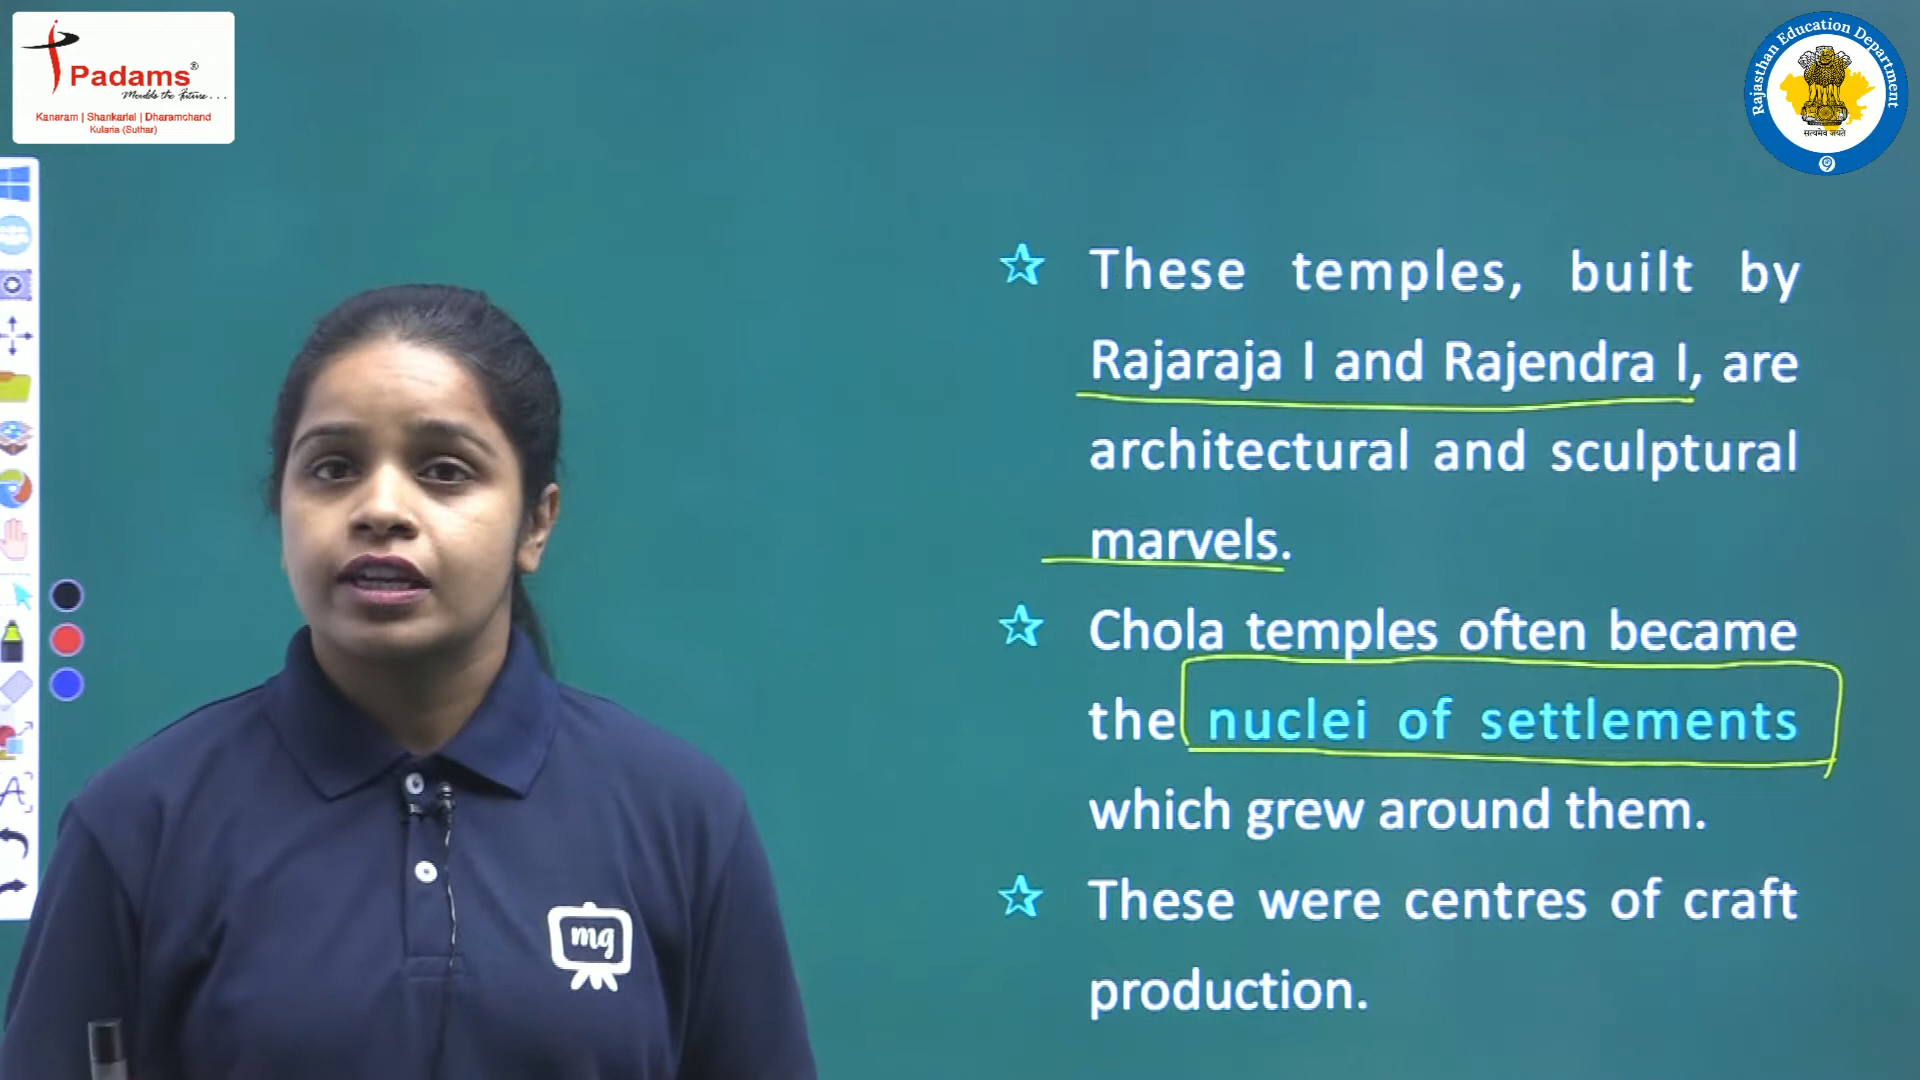 Padams®
Moulds the Future...
Kanaram | Shankarlal | Dharamchand
Kularia (Suthar)
Rajasthan Education Department
सत्यमेव जयते
These temples, built by
Rajaraja I and Rajendra I, are
architectural and sculptural
marvels.
Chola temples often became
the nuclei of settlements
which grew around them.
These were centres of craft
production.
mg
A